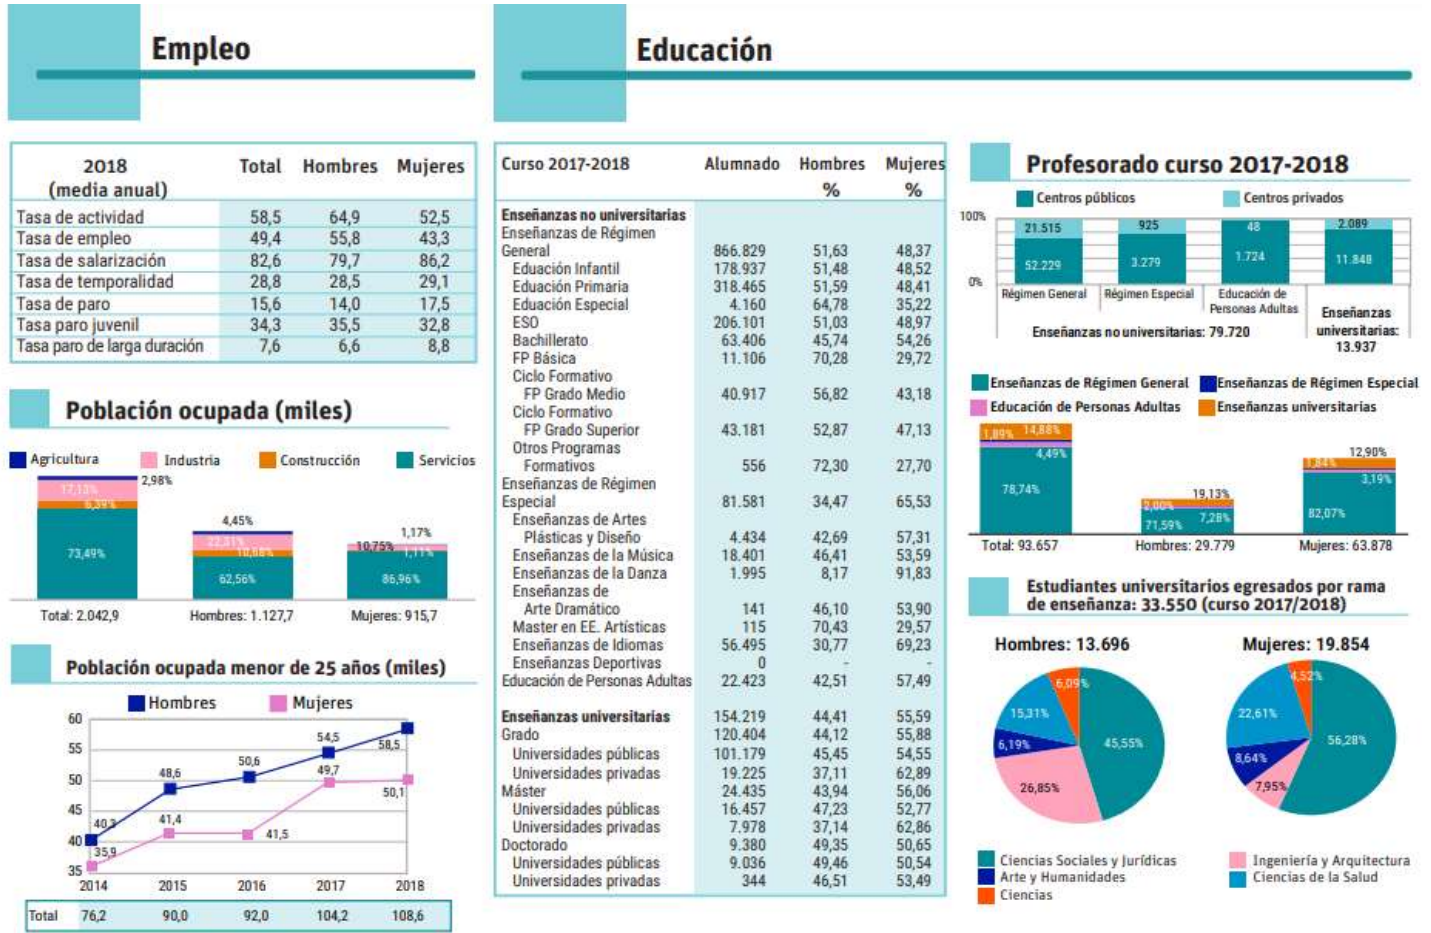 Empleo
2018 Total Hombres Mujeres
(media anual)
Tasa de actividad 58,5 64,9 52,5
Tasa de empleo 49,4 55,8 43,3
Tasa de salarización 82,6 79,7 86,2
Tasa de temporalidad 28,8 28,5 29,1
Tasa de paro 15,6 14,0 17,5
Tasa paro juvenil 34,3 35,5 32,8
Tasa paro de larga duración 7,6 6,6 8,8
Población ocupada (miles)
Agricultura Industria Construcción Servicios
2,98%
17,13%
6,39%
73,49%
4,45%
22,31%
10,68%
62,56%
1,17%
10,75%
1,11%
86,96%
Total: 2.042,9 Hombres: 1.127,7 Mujeres: 915,7
Población ocupada menor de 25 años (miles)
Hombres Mujeres
60
55
50
45
40
35
40,3
48,6
50,6
54,5
58,5
35,9
41,4
41,5
49,7
50,1
2014 2015 2016 2017 2018
Total 76,2 90,0 92,0 104,2 108,6
Educación
Curso 2017-2018 Alumnado Hombres Mujeres
% %
Enseñanzas no universitarias
Enseñanzas de Régimen
General 866.829 51,63 48,37
Eduación Infantil 178.937 51,48 48,52
Eduación Primaria 318.465 51,59 48,41
Eduación Especial 4.160 64,78 35,22
ESO 206.101 51,03 48,97
Bachillerato 63.406 45,74 54,26
FP Básica 11.106 70,28 29,72
Ciclo Formativo
FP Grado Medio 40.917 56,82 43,18
Ciclo Formativo
FP Grado Superior 43.181 52,87 47,13
Otros Programas
Formativos 556 72,30 27,70
Enseñanzas de Régimen
Especial 81.581 34,47 65,53
Enseñanzas de Artes
Plásticas y Diseño 4.434 42,69 57,31
Enseñanzas de la Música 18.401 46,41 53,59
Enseñanzas de la Danza 1.995 8,17 91,83
Enseñanzas de
Arte Dramático 141 46,10 53,90
Master en EE. Artísticas 115 70,43 29,57
Enseñanzas de Idiomas 56.495 30,77 69,23
Enseñanzas Deportivas 0 - -
Educación de Personas Adultas 22.423 42,51 57,49
Enseñanzas universitarias 154.219 44,41 55,59
Grado 120.404 44,12 55,88
Universidades públicas 101.179 45,45 54,55
Universidades privadas 19.225 37,11 62,89
Máster 24.435 43,94 56,06
Universidades públicas 16.457 47,23 52,77
Universidades privadas 7.978 37,14 62,86
Doctorado 9.380 49,35 50,65
Universidades públicas 9.036 49,46 50,54
Universidades privadas 344 46,51 53,49
Profesorado curso 2017-2018
Centros públicos Centros privados
100%
0%
21.515 925 48 2.089
52.229 3.279 1.724 11.848
Régimen General Régimen Especial Educación de
Personas Adultas
Enseñanzas no universitarias: 79.720
Enseñanzas
universitarias:
13.937
Enseñanzas de Régimen General Enseñanzas de Régimen Especial
Educación de Personas Adultas Enseñanzas universitarias
1,89% 14,88%
4,49%
78,74%
19,13%
2,00%
7,28%
71,59%
12,90%
1,84%
3,19%
82,07%
Total: 93.657 Hombres: 29.779 Mujeres: 63.878
Estudiantes universitarios egresados por rama
de enseñanza: 33.550 (curso 2017/2018)
Hombres: 13.696 Mujeres: 19.854
6,09%
15,31%
6,19%
26,85%
45,55%
4,52%
22,61%
8,64%
7,95%
56,28%
Ciencias Sociales y Jurídicas
Arte y Humanidades
Ciencias
Ingeniería y Arquitectura
Ciencias de la Salud